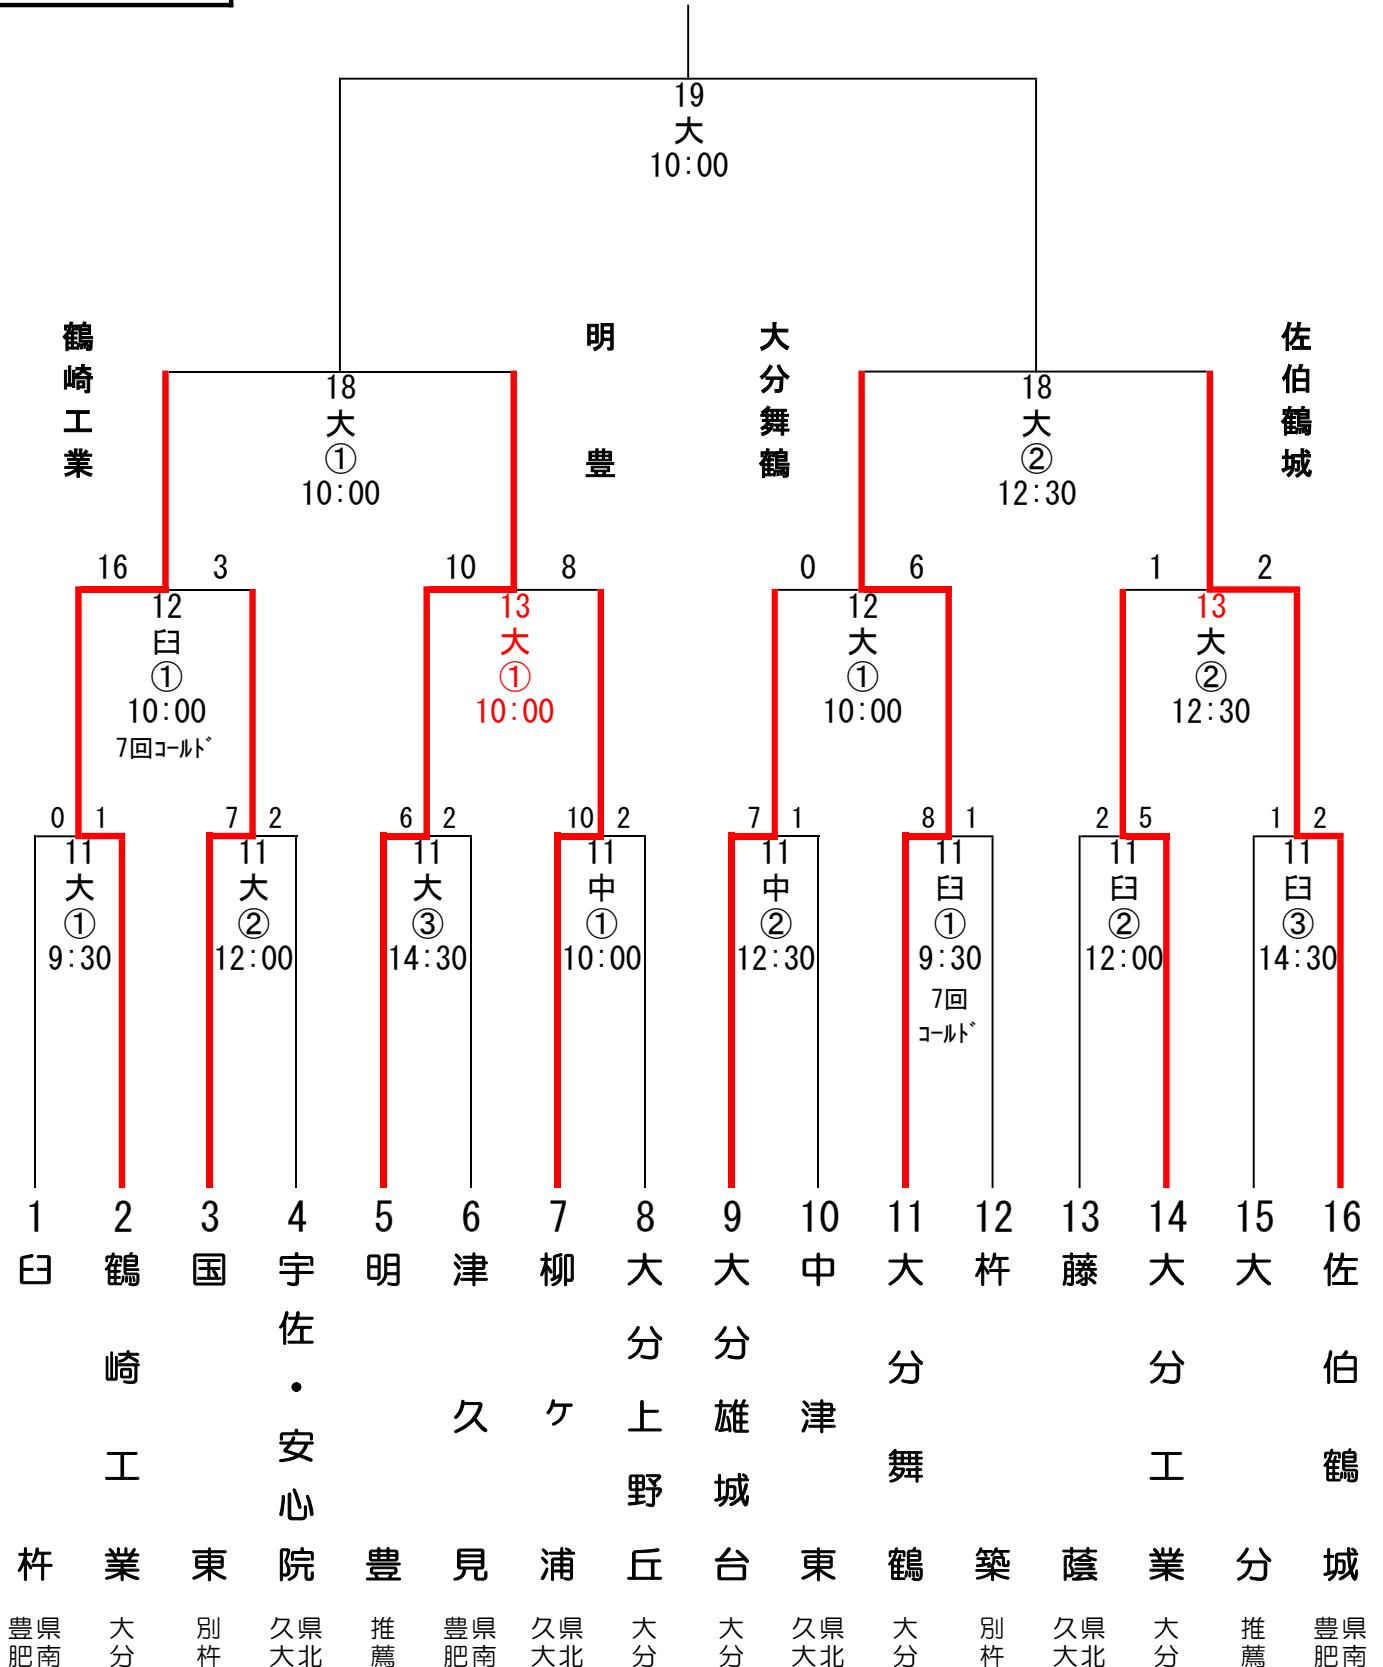 19
大
10:00
鶴崎工業
明豊
大分舞鶴
佐伯鶴城
18
大
①
10:00
18
大
②
12:30
16 3
12
臼
①
10:00
7回ｺｰﾙﾄﾞ
10 8
13
大
①
10:00
0 6
12
大
①
10:00
1 2
13
大
②
12:30
0 1
11
大
①
9:30
7 2
11
大
②
12:00
6 2
11
大
③
14:30
10 2
11
中
①
10:00
7 1
11
中
②
12:30
8 1
11
臼
①
9:30
7回
ｺｰﾙﾄﾞ
2 5
11
臼
②
12:00
1 2
11
臼
③
14:30
1
臼杵
豊肥県南
2
鶴崎工業
大分
3
国東
別杵
4
宇佐・安心院
久大県北
5
明豊
推薦
6
津久見
豊肥県南
7
柳ケ浦
久大県北
8
大分上野丘
大分
9
大分雄城台
大分
10
中津東
久大県北
11
大分舞鶴
大分
12
杵築
別杵
13
藤蔭
久大県北
14
大分工業
大分
15
大分
推薦
16
佐伯鶴城
豊肥県南